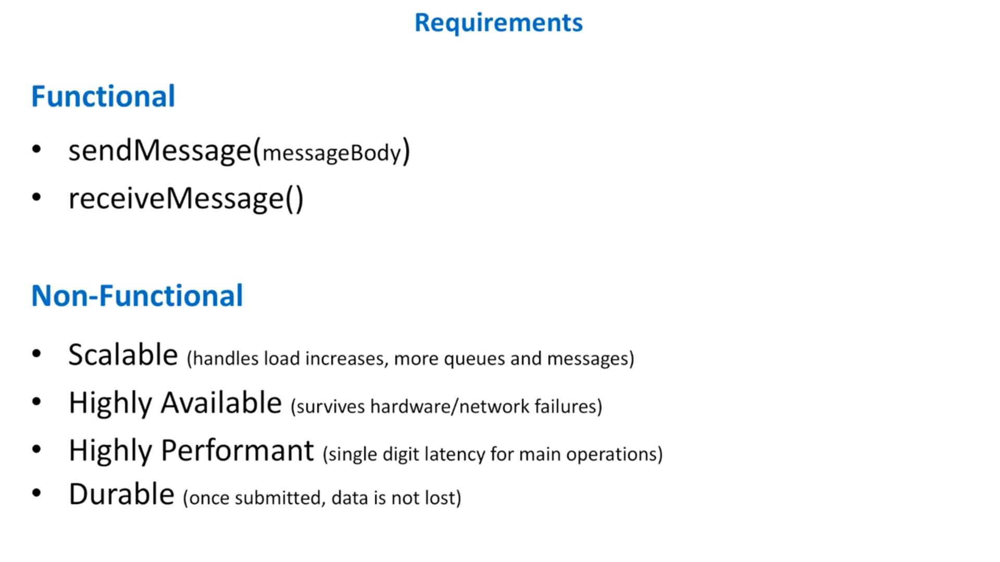 Requirements
Functional
• sendMessage(messageBody)
• receiveMessage()
Non-Functional
• Scalable (handles load increases, more queues and messages)
• Highly Available (survives hardware/network failures)
• Highly Performant (single digit latency for main operations)
• Durable (once submitted, data is not lost)